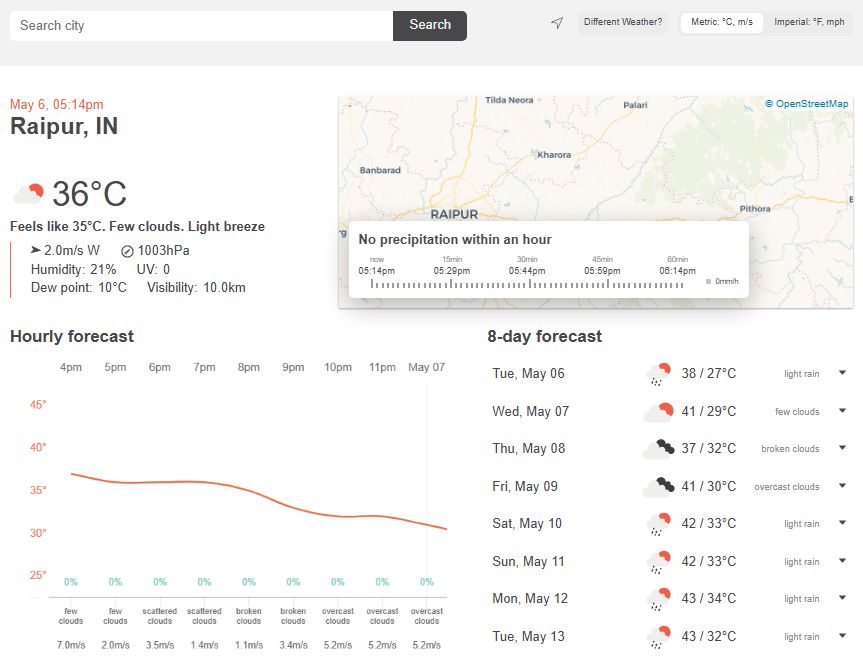 Search city
Search
Different Weather?
Metric: °C, m/s
Imperial: °F, mph
May 6, 05:14pm
Raipur, IN
36°C
Feels like 35°C. Few clouds. Light breeze
2.0m/s W
1003hPa
Humidity: 21%
UV: 0
Dew point: 10°C
Visibility: 10.0km
© OpenStreetMap
Tilda Neora
Palari
Kharora
Banbarad
Pithora
RAIPUR
No precipitation within an hour
now 15min 30min 45min 60min
05:14pm 05:29pm 05:44pm 05:59pm 06:14pm
0mm/h
Hourly forecast
4pm 5pm 6pm 7pm 8pm 9pm 10pm 11pm May 07
45°
40°
35°
30°
25°
0% 0% 0% 0% 0% 0% 0% 0% 0%
few few scattered scattered broken broken overcast overcast overcast
clouds clouds clouds clouds clouds clouds clouds clouds clouds
7.0m/s 2.0m/s 3.5m/s 1.4m/s 1.1m/s 3.4m/s 5.2m/s 5.2m/s 5.2m/s
8-day forecast
Tue, May 06 38 / 27°C light rain
Wed, May 07 41 / 29°C few clouds
Thu, May 08 37 / 32°C broken clouds
Fri, May 09 41 / 30°C overcast clouds
Sat, May 10 42 / 33°C light rain
Sun, May 11 42 / 33°C light rain
Mon, May 12 43 / 34°C light rain
Tue, May 13 43 / 32°C light rain